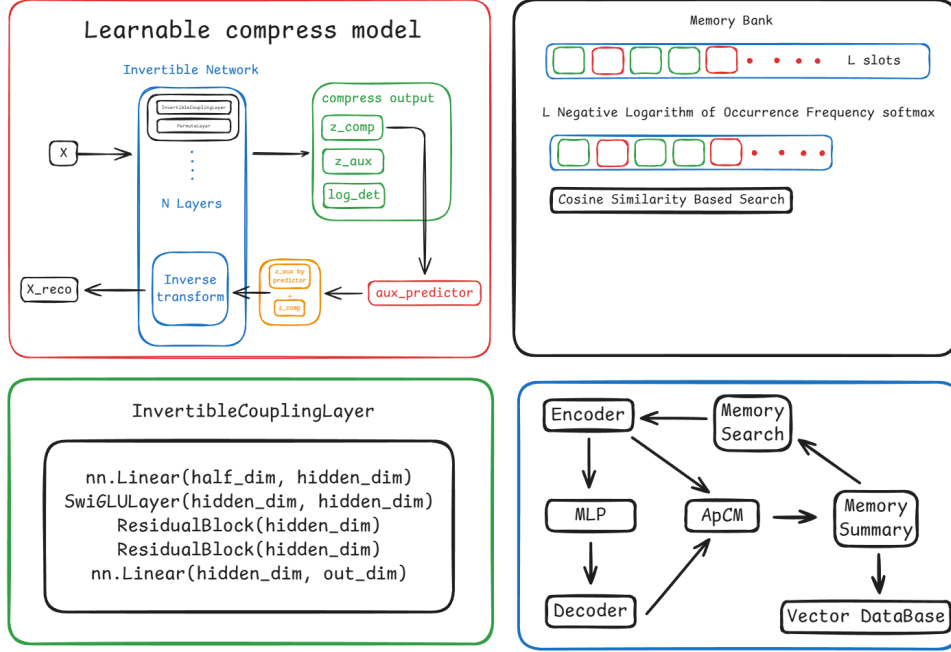 Learnable compress model
Invertible Network
InvertibleCouplingLayer
PermuteLayer
N Layers
Inverse
transform
X
X_reco
compress output
z_comp
z_aux
log_det
z_aux by
predictor
+
z_comp
aux_predictor
Memory Bank
L slots
L Negative Logarithm of Occurrence Frequency softmax
Cosine Similarity Based Search
InvertibleCouplingLayer
nn.Linear(half_dim, hidden_dim)
SwiGLULayer(hidden_dim, hidden_dim)
ResidualBlock(hidden_dim)
ResidualBlock(hidden_dim)
nn.Linear(hidden_dim, out_dim)
Encoder
Memory
Search
MLP
ApCM
Memory
Summary
Decoder
Vector DataBase